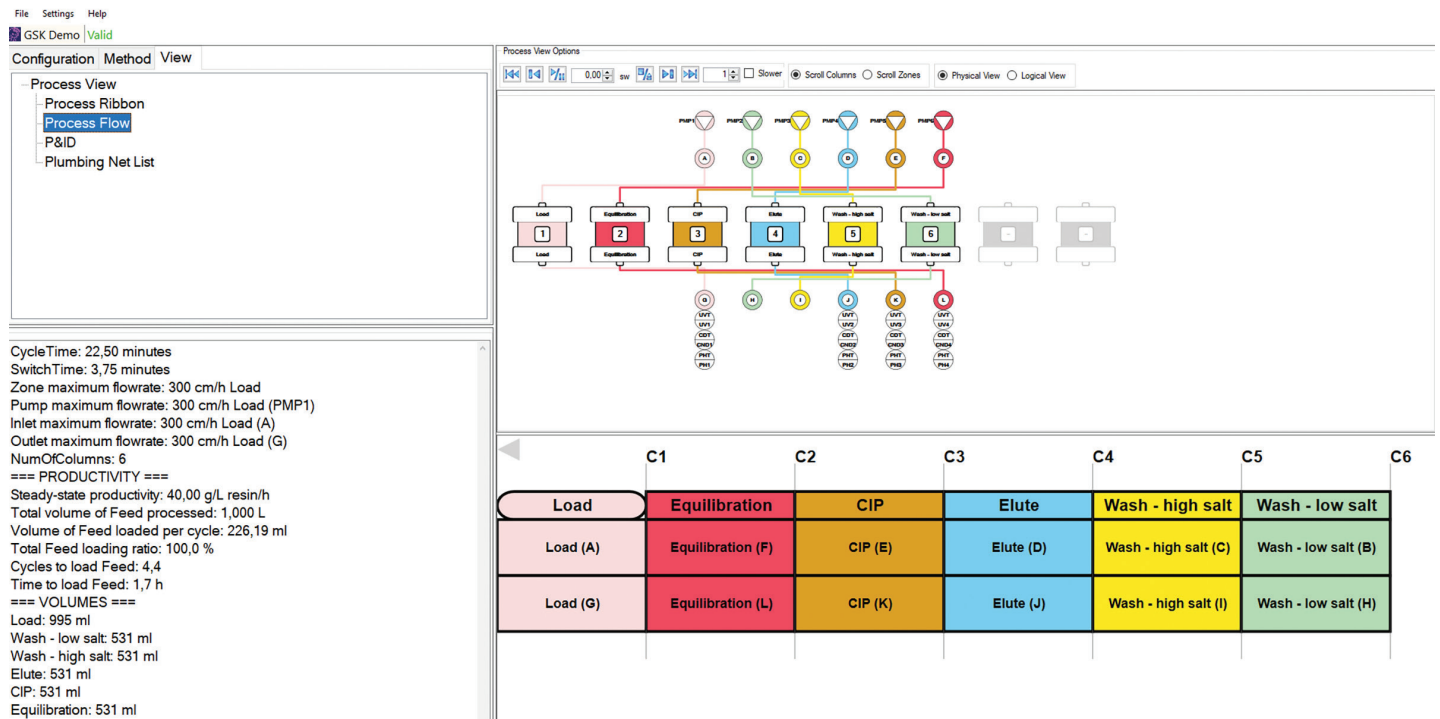 File Settings Help
GSK Demo Valid
Configuration Method View
Process View
Process Ribbon
Process Flow
P&ID
Plumbing Net List
CycleTime: 22,50 minutes
SwitchTime: 3,75 minutes
Zone maximum flowrate: 300 cm/h Load
Pump maximum flowrate: 300 cm/h Load (PMP1)
Inlet maximum flowrate: 300 cm/h Load (A)
Outlet maximum flowrate: 300 cm/h Load (G)
NumOfColumns: 6
=== PRODUCTIVITY ===
Steady-state productivity: 40,00 g/L resin/h
Total volume of Feed processed: 1,000 L
Volume of Feed loaded per cycle: 226,19 ml
Total Feed loading ratio: 100,0 %
Cycles to load Feed: 4,4
Time to load Feed: 1,7 h
=== VOLUMES ===
Load: 995 ml
Wash - low salt: 531 ml
Wash - high salt: 531 ml
Elute: 531 ml
CIP: 531 ml
Equilibration: 531 ml
Process View Options
0,00 sw 1 Slower Scroll Columns Scroll Zones Physical View Logical View
PMP1 PMP2 PMP3 PMP4 PMP5 PMP6
A B C D E F
Load Equilibration CIP Elute Wash - high salt Wash - low salt
1 2 3 4 5 6 - -
Load Equilibration CIP Elute Wash - high salt Wash - low salt
G H I J K L
UVT UVT UVT UVT
UV1 UV2 UV3 UV4
CDT CDT CDT CDT
CND1 CND2 CND3 CND4
PHT PHT PHT PHT
PH1 PH2 PH3 PH4
C1 C2 C3 C4 C5 C6
Load Equilibration CIP Elute Wash - high salt Wash - low salt
Load (A) Equilibration (F) CIP (E) Elute (D) Wash - high salt (C) Wash - low salt (B)
Load (G) Equilibration (L) CIP (K) Elute (J) Wash - high salt (I) Wash - low salt (H)